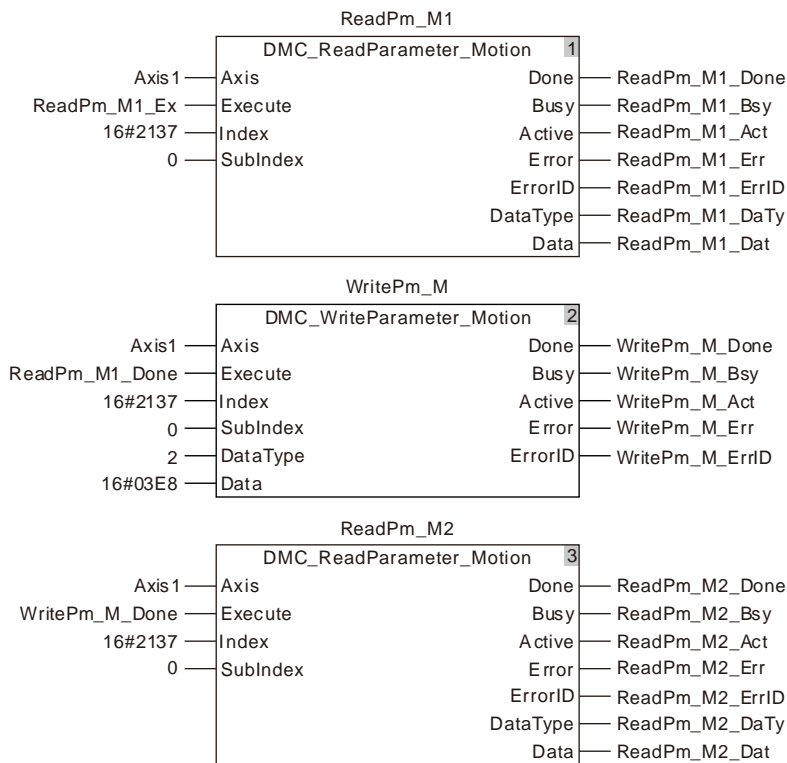 ReadPm_M1
DMC_ReadParameter_Motion 1
Axis1 Axis Done ReadPm_M1_Done
ReadPm_M1_Ex Execute Busy ReadPm_M1_Bsy
16#2137 Index Active ReadPm_M1_Act
0 SubIndex Error ReadPm_M1_Err
ErrorID ReadPm_M1_ErrID
DataType ReadPm_M1_DaTy
Data ReadPm_M1_Dat
WritePm_M
DMC_WriteParameter_Motion 2
Axis1 Axis Done WritePm_M_Done
ReadPm_M1_Done Execute Busy WritePm_M_Bsy
16#2137 Index Active WritePm_M_Act
0 SubIndex Error WritePm_M_Err
2 DataType ErrorID WritePm_M_ErrID
16#03E8 Data
ReadPm_M2
DMC_ReadParameter_Motion 3
Axis1 Axis Done ReadPm_M2_Done
WritePm_M_Done Execute Busy ReadPm_M2_Bsy
16#2137 Index Active ReadPm_M2_Act
0 SubIndex Error ReadPm_M2_Err
ErrorID ReadPm_M2_ErrID
DataType ReadPm_M2_DaTy
Data ReadPm_M2_Dat